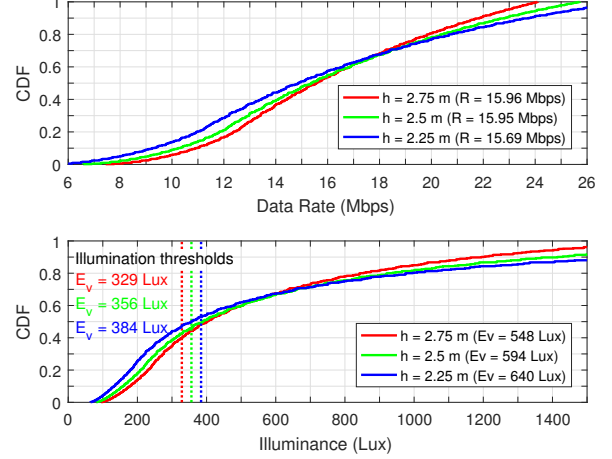 1
0.8
0.6
0.4
0.2
0
CDF
h = 2.75 m (R = 15.96 Mbps)
h = 2.5 m (R = 15.95 Mbps)
h = 2.25 m (R = 15.69 Mbps)
6 8 10 12 14 16 18 20 22 24 26
Data Rate (Mbps)
1
0.8
0.6
0.4
0.2
0
CDF
Illumination thresholds
E_v = 329 Lux
E_v = 356 Lux
E_v = 384 Lux
h = 2.75 m (Ev = 548 Lux)
h = 2.5 m (Ev = 594 Lux)
h = 2.25 m (Ev = 640 Lux)
0 200 400 600 800 1000 1200 1400
Illuminance (Lux)